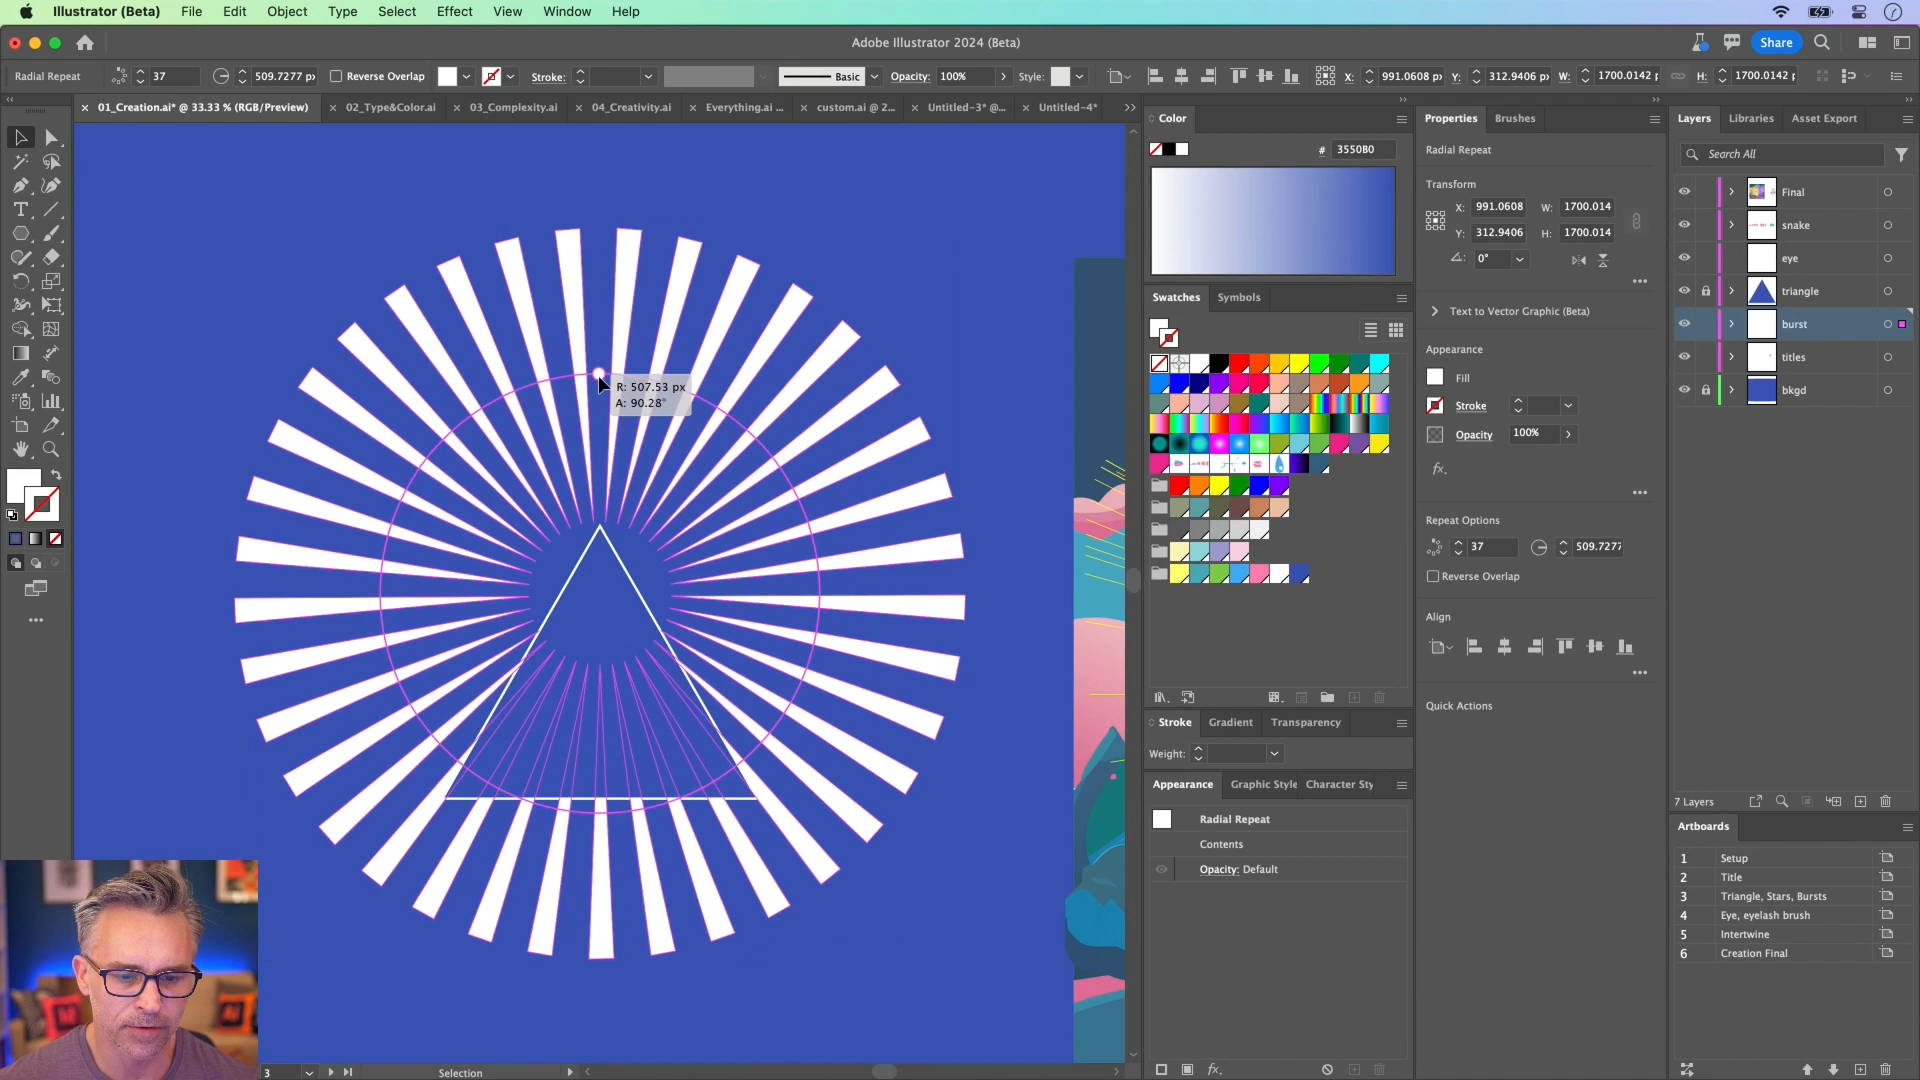 Illustrator (Beta) File Edit Object Type Select Effect View Window Help
Adobe Illustrator 2024 (Beta)
Share
Radial Repeat 37 509.7277 px Reverse Overlap Stroke: Basic Opacity: 100% Style: X: 991.0608 px Y: 312.9406 px W: 1700.0142 p H: 1700.0142 p
× 01_Creation.ai* @ 33.33 % (RGB/Preview) × 02_Type&Color.ai × 03_Complexity.ai × 04_Creativity.ai × Everything.ai ... × custom.ai @ 2... × Untitled-3* @... × Untitled-4*
R: 507.53 px
A: 90.28°
3 Selection
Color
# 3550B0
Swatches Symbols
Stroke Gradient Transparency
Weight:
Appearance Graphic Style Character Sty
Radial Repeat
Contents
Opacity: Default
fx.
Properties Brushes
Radial Repeat
Transform
X: 991.0608 W: 1700.014
Y: 312.9406 H: 1700.014
0°
Text to Vector Graphic (Beta)
Appearance
Fill
Stroke
Opacity 100%
fx.
Repeat Options
37 509.7277
Reverse Overlap
Align
Quick Actions
Layers Libraries Asset Export
Search All
Final
snake
eye
triangle
burst
titles
bkgd
7 Layers
Artboards
1 Setup
2 Title
3 Triangle, Stars, Bursts
4 Eye, eyelash brush
5 Intertwine
6 Creation Final